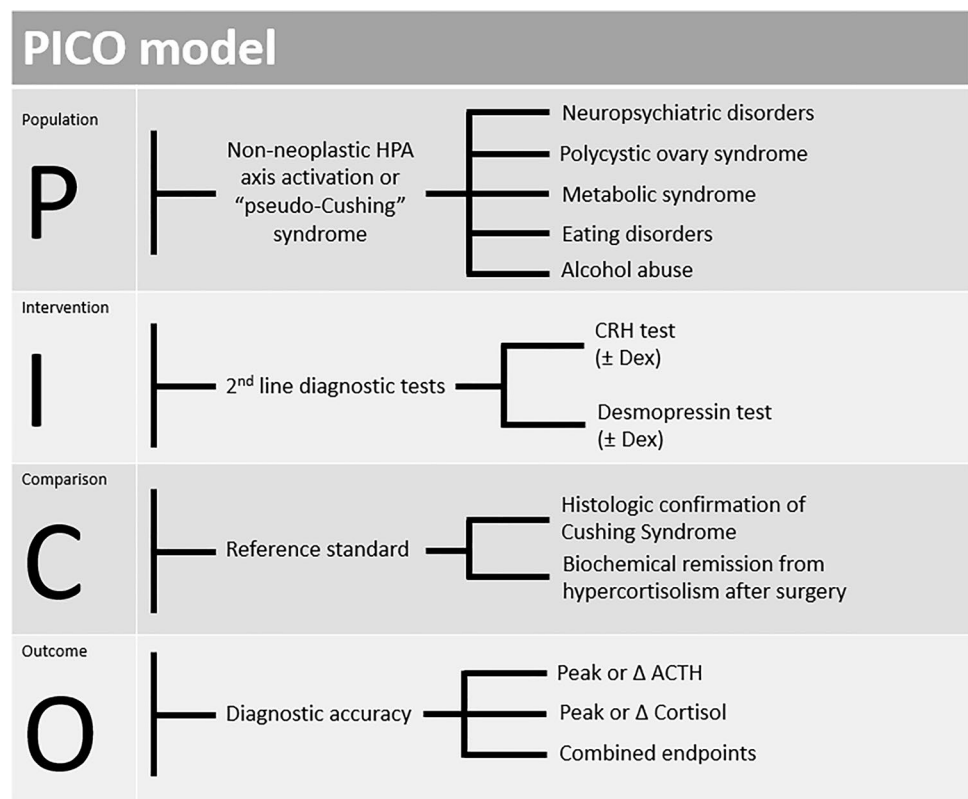 PICO model
Population
P
Non-neoplastic HPA
axis activation or
“pseudo-Cushing”
syndrome
Neuropsychiatric disorders
Polycystic ovary syndrome
Metabolic syndrome
Eating disorders
Alcohol abuse
Intervention
I
2nd line diagnostic tests
CRH test
(± Dex)
Desmopressin test
(± Dex)
Comparison
C
Reference standard
Histologic confirmation of
Cushing Syndrome
Biochemical remission from
hypercortisolism after surgery
Outcome
O
Diagnostic accuracy
Peak or Δ ACTH
Peak or Δ Cortisol
Combined endpoints